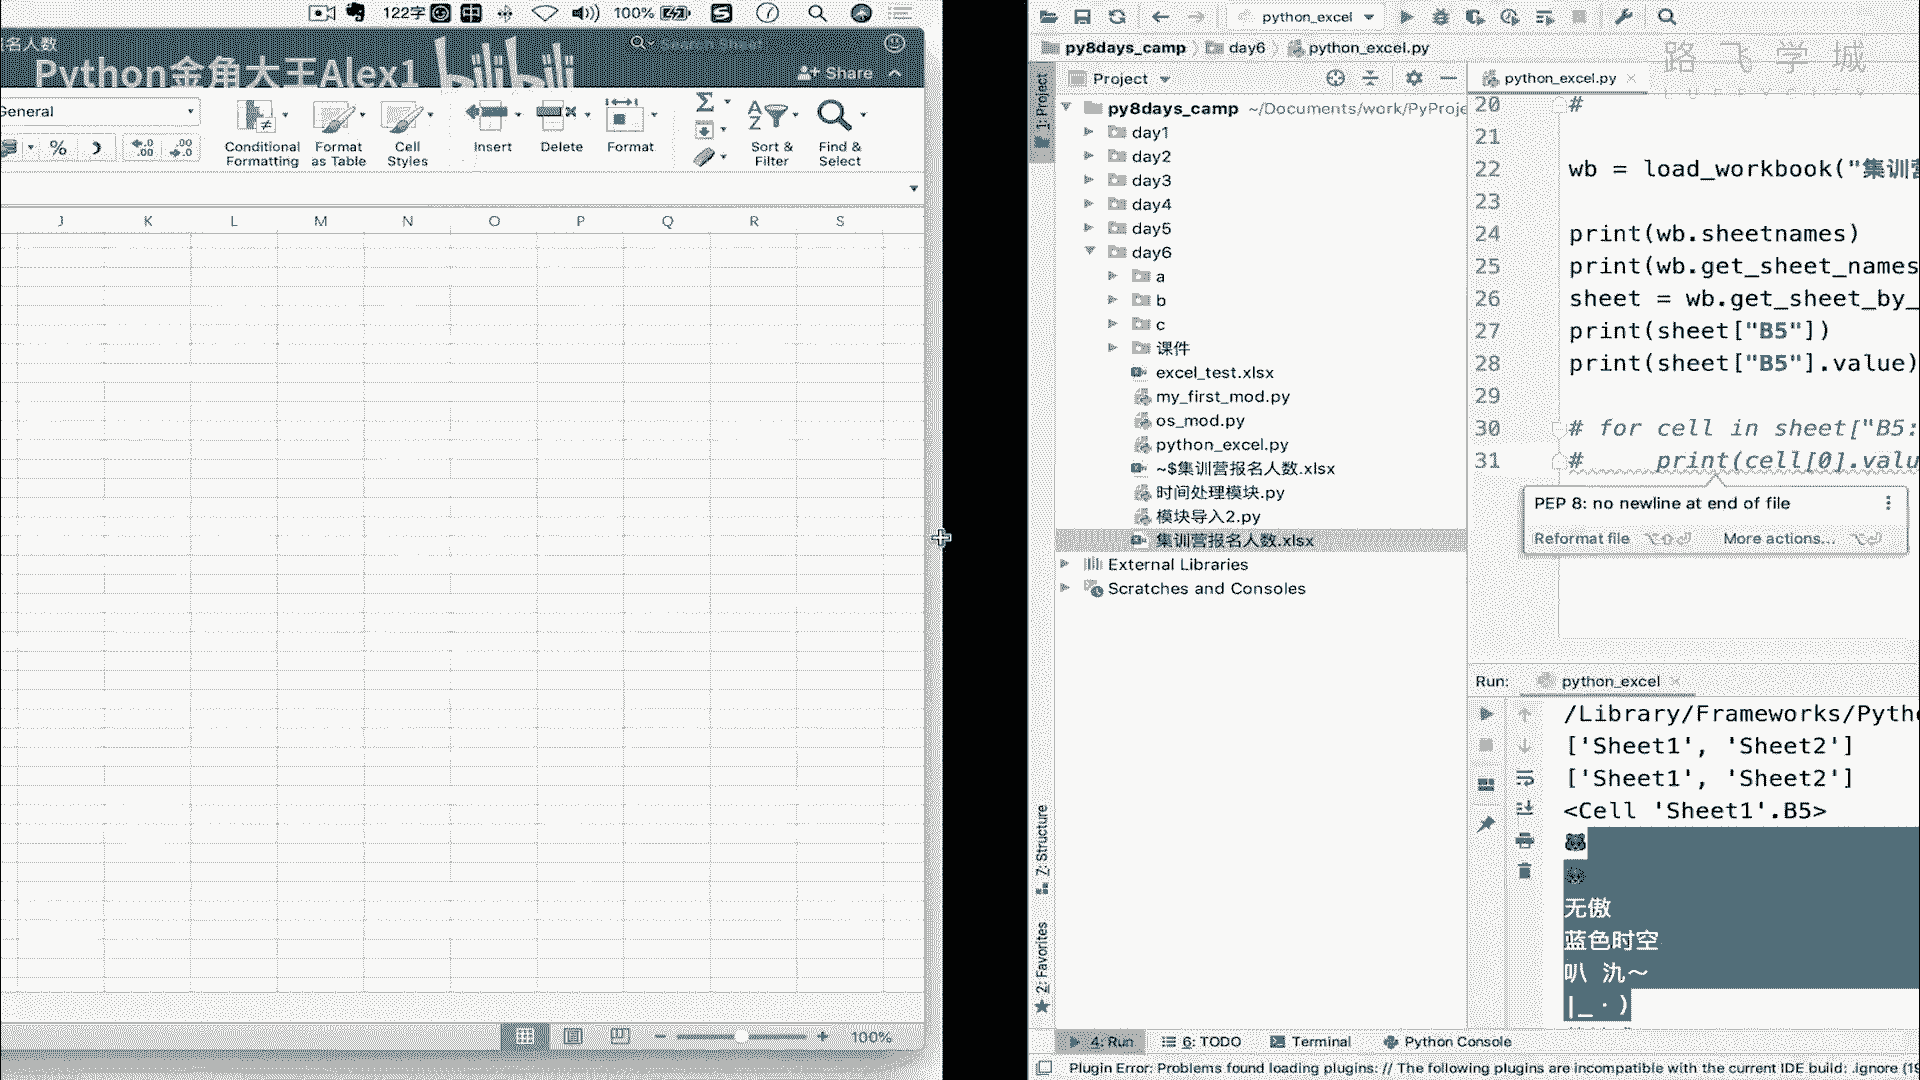 122字 中 100%
名人数
Python金角大王Alex1 bilibili
Search Sheet
Share
General
%
Conditional Formatting
Format as Table
Cell Styles
Insert
Delete
Format
Sort & Filter
Find & Select
J K L M N O P Q R S
100%
python_excel
py8days_camp day6 python_excel.py
路飞学城
Project
python_excel.py
1: Project
py8days_camp ~/Documents/work/PyProje
day1
day2
day3
day4
day5
day6
a
b
c
课件
excel_test.xlsx
my_first_mod.py
os_mod.py
python_excel.py
~$集训营报名人数.xlsx
时间处理模块.py
模块导入2.py
集训营报名人数.xlsx
External Libraries
Scratches and Consoles
20 #
21
22 wb = load_workbook("集训营
23
24 print(wb.sheetnames)
25 print(wb.get_sheet_names
26 sheet = wb.get_sheet_by_
27 print(sheet["B5"])
28 print(sheet["B5"].value)
29
30 # for cell in sheet["B5:
31 #     print(cell[0].valu
PEP 8: no newline at end of file
Reformat file ⌥⇧⏎ More actions... ⌥⏎
Run: python_excel
/Library/Frameworks/Pytho
['Sheet1', 'Sheet2']
['Sheet1', 'Sheet2']
<Cell 'Sheet1'.B5>
无傲
蓝色时空
叭 氿~
|_·)
7: Structure
2: Favorites
4: Run
6: TODO
Terminal
Python Console
Plugin Error: Problems found loading plugins: // The following plugins are incompatible with the current IDE build: .ignore (19